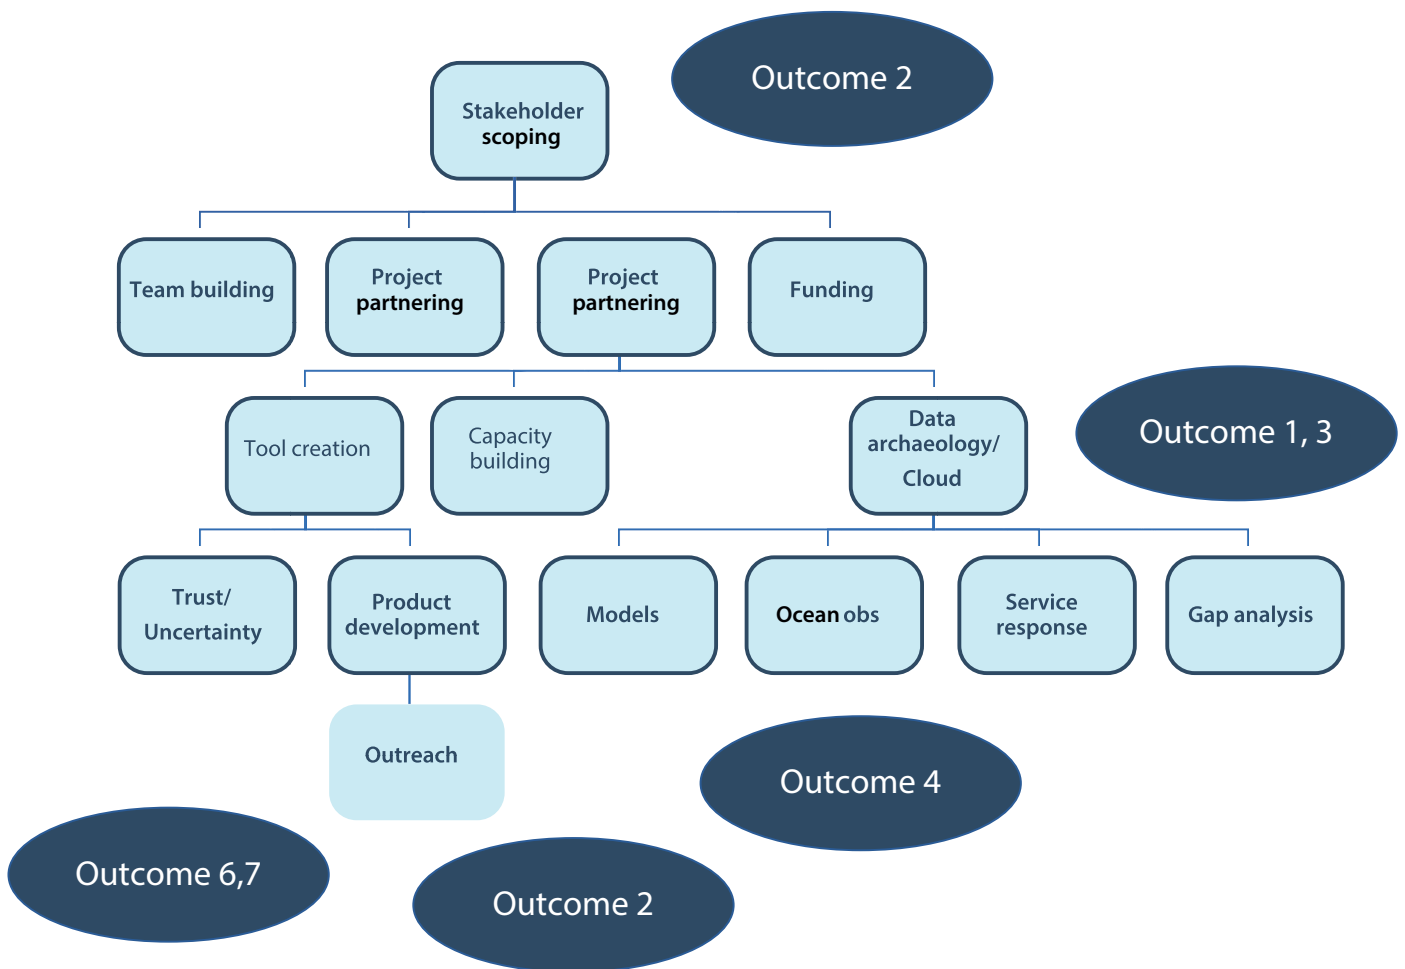 Outcome 2
Stakeholder
scoping
Team building
Project
partnering
Project
partnering
Funding
Tool creation
Capacity
building
Data
archaeology/
Cloud
Outcome 1, 3
Trust/
Uncertainty
Product
development
Models
Ocean obs
Service
response
Gap analysis
Outreach
Outcome 4
Outcome 6,7
Outcome 2